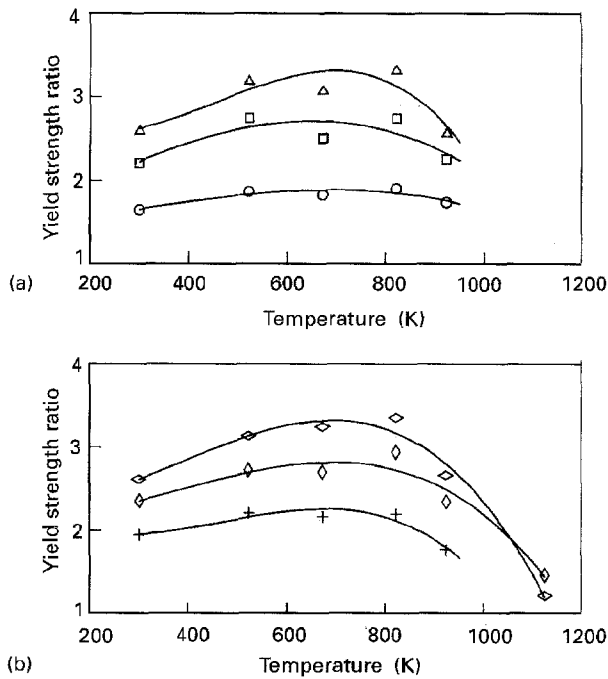 4
3
2
1
Yield strength ratio
(a)
200 400 600 800 1000 1200
Temperature (K)
4
3
2
1
Yield strength ratio
200 400 600 800 1000 1200
(b)
Temperature (K)